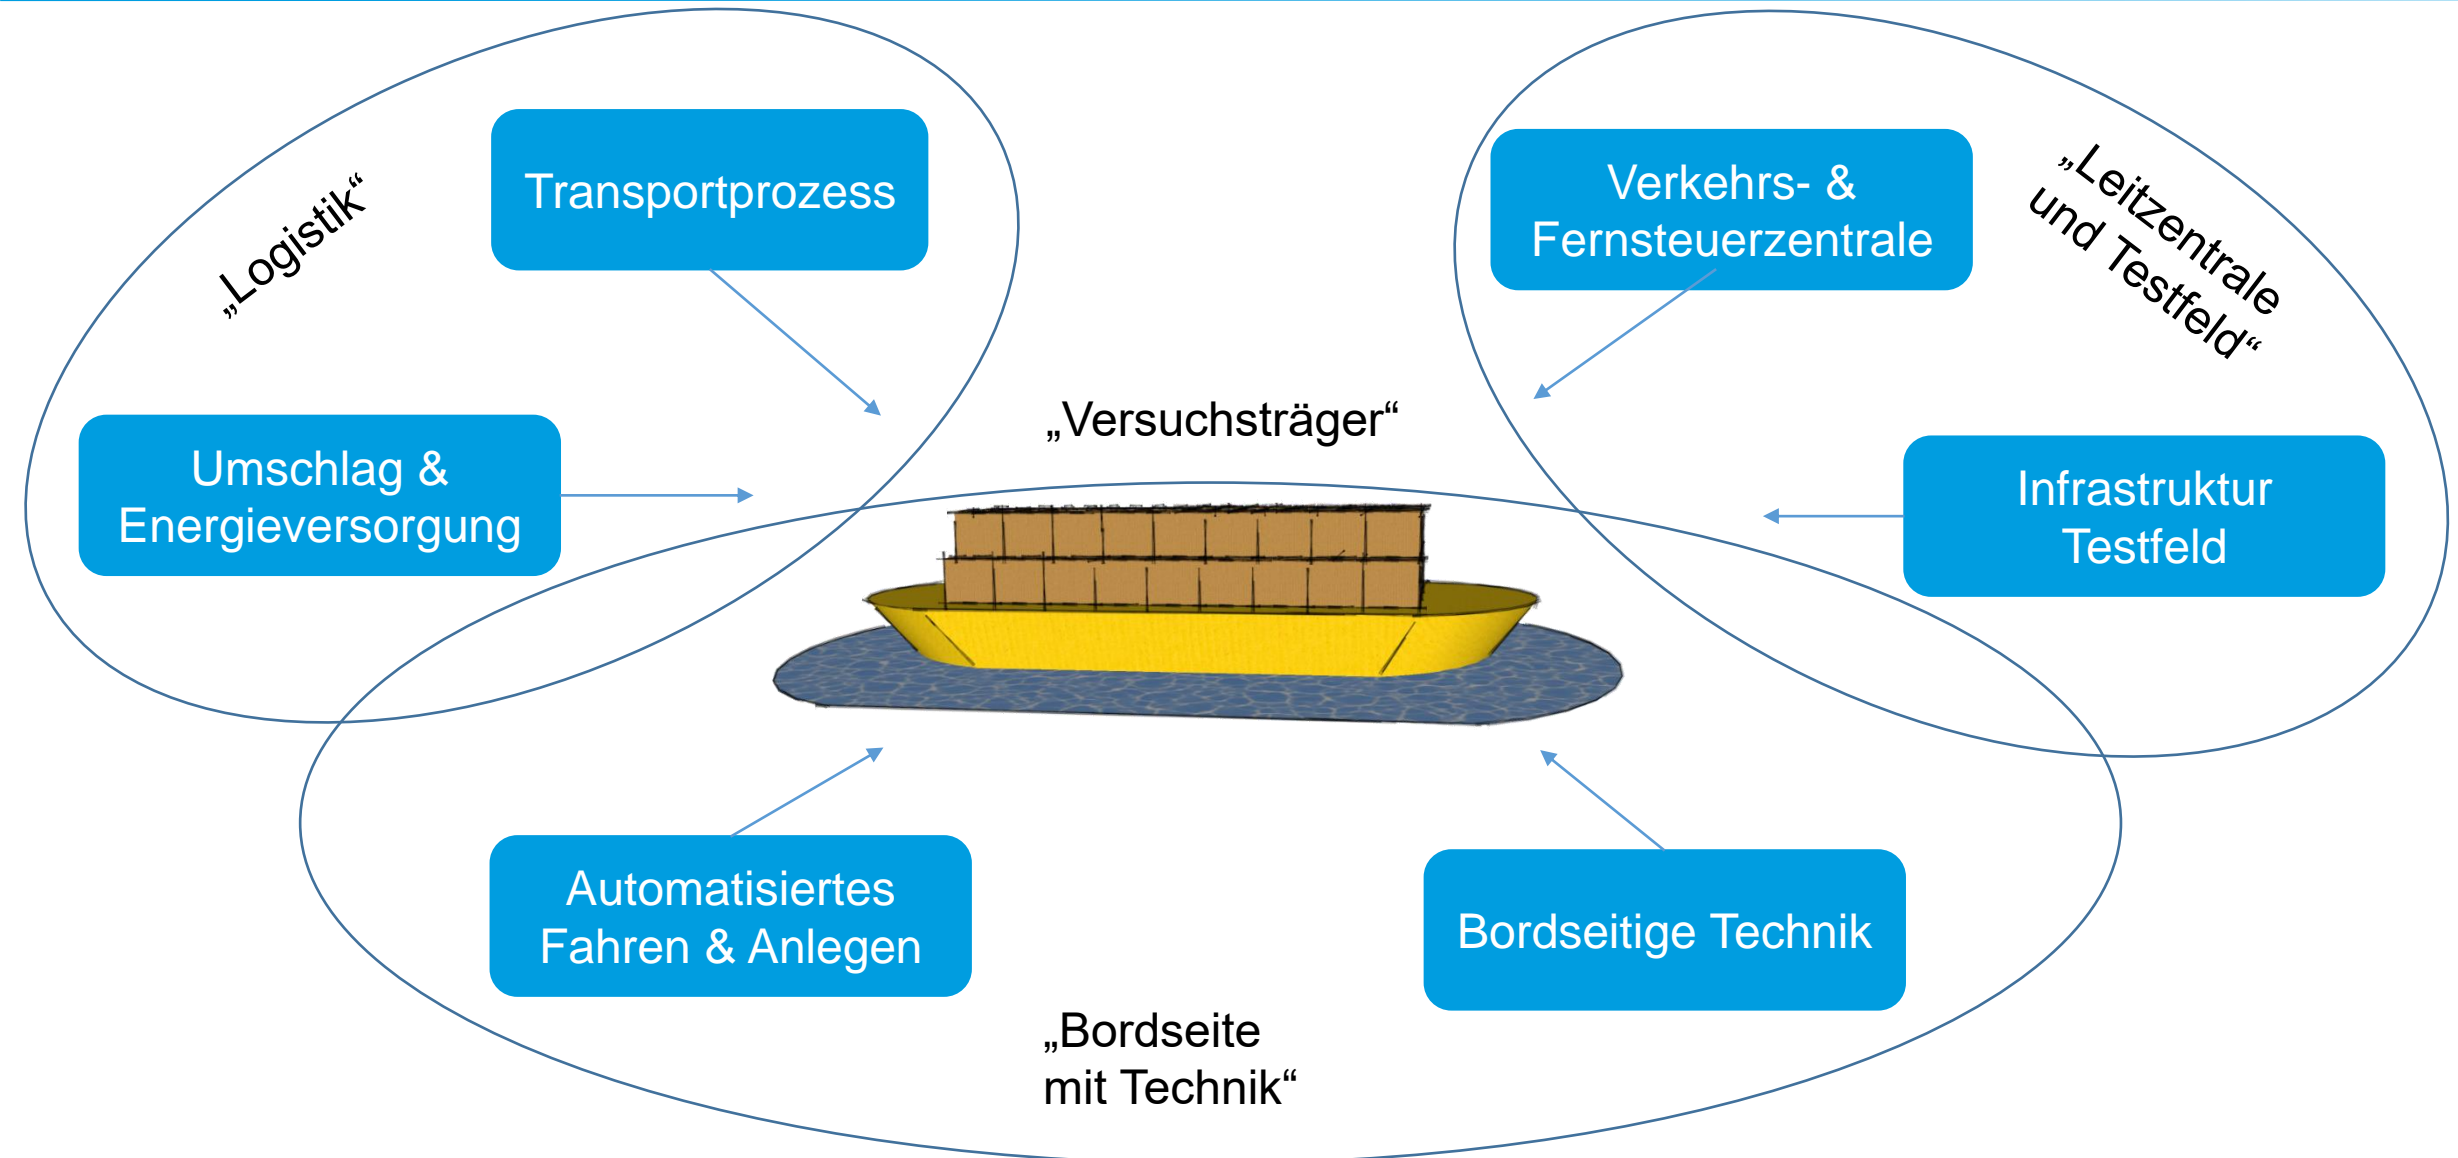 „Logistik“
Transportprozess
Umschlag &
Energieversorgung
„Versuchsträger“
Verkehrs- &
Fernsteuerzentrale
„Leitzentrale
und Testfeld“
Infrastruktur
Testfeld
Automatisiertes
Fahren & Anlegen
Bordseitige Technik
„Bordseite
mit Technik“